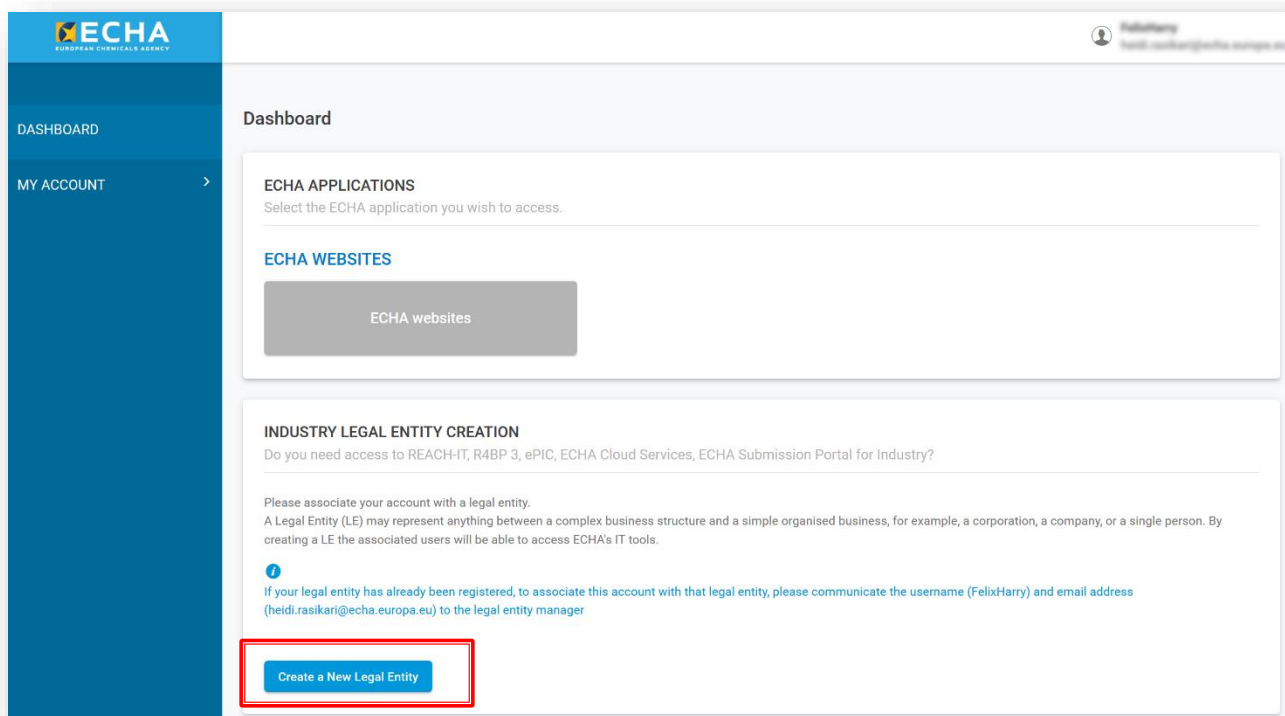 ECHA
EUROPEAN CHEMICALS AGENCY
DASHBOARD
MY ACCOUNT
Dashboard
ECHA APPLICATIONS
Select the ECHA application you wish to access.
ECHA WEBSITES
ECHA websites
INDUSTRY LEGAL ENTITY CREATION
Do you need access to REACH-IT, R4BP 3, ePIC, ECHA Cloud Services, ECHA Submission Portal for Industry?
Please associate your account with a legal entity.
A Legal Entity (LE) may represent anything between a complex business structure and a simple organised business, for example, a corporation, a company, or a single person. By
creating a LE the associated users will be able to access ECHA's IT tools.
If your legal entity has already been registered, to associate this account with that legal entity, please communicate the username (FelixHarry) and email address
(heidi.rasikari@echa.europa.eu) to the legal entity manager
Create a New Legal Entity